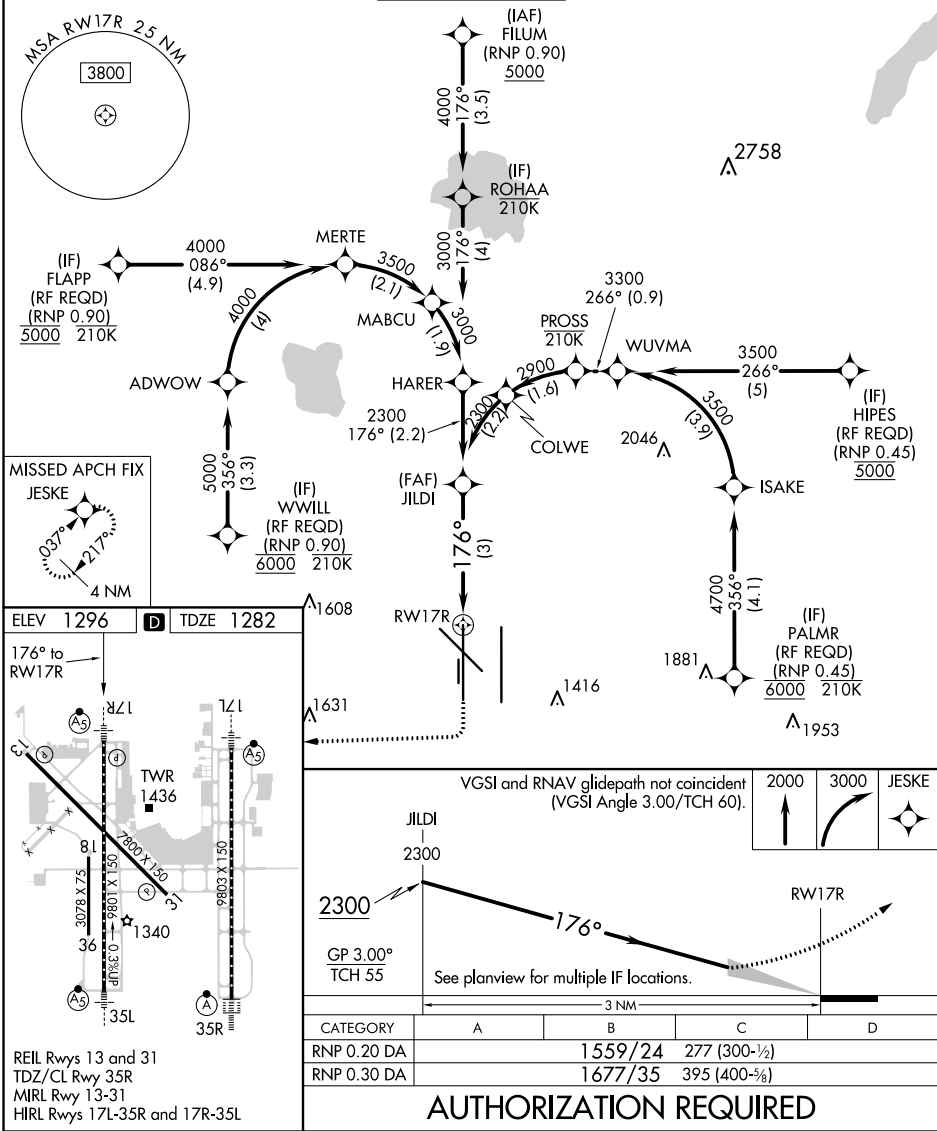 MSA RW17R 25 NM
3800
(IAF)
FILUM
(RNP 0.90)
5000
4000
176°
(3.5)
2758
(IF)
ROHAA
210K
3000
176°
(4)
MERTE
4000
086°
(4.9)
(IF)
FLAPP
(RF REQD)
(RNP 0.90)
5000 210K
3500
(2.1)
MABCU
3000
(1.9)
4000
(4)
3300
266° (0.9)
PROSS
210K
WUVMA
3500
266°
(5)
ADWOW
HARER
2900
(1.6)
2300
(2.2)
COLWE
(IF)
HIPES
(RF REQD)
(RNP 0.45)
5000
2300
176° (2.2)
3500
(3.9)
2046
MISSED APCH FIX
JESKE
037°
217°
4 NM
5000
356°
(3.3)
(IF)
WWILL
(RF REQD)
(RNP 0.90)
6000 210K
(FAF)
JILDI
ISAKE
176°
(3)
4700
356°
(4.1)
1608
RW17R
1881
(IF)
PALMR
(RF REQD)
(RNP 0.45)
6000 210K
1631
1416
1953
ELEV 1296 D TDZE 1282
176° to
RW17R
17R
17L
A5
A5
13
P
P
TWR
1436
7800 X 150
P
31
18
3078 X 75
36
9801 X 150
0.3%UP
9803 X 150
1340
A5
35L
A
35R
REIL Rwys 13 and 31
TDZ/CL Rwy 35R
MIRL Rwy 13-31
HIRL Rwys 17L-35R and 17R-35L
VGSI and RNAV glidepath not coincident
(VGSI Angle 3.00/TCH 60).
2000
3000
JESKE
JILDI
2300
2300
176°
RW17R
GP 3.00°
TCH 55
See planview for multiple IF locations.
3 NM
CATEGORY A B C D
RNP 0.20 DA 1559/24 277 (300-½)
RNP 0.30 DA 1677/35 395 (400-⅝)
AUTHORIZATION REQUIRED